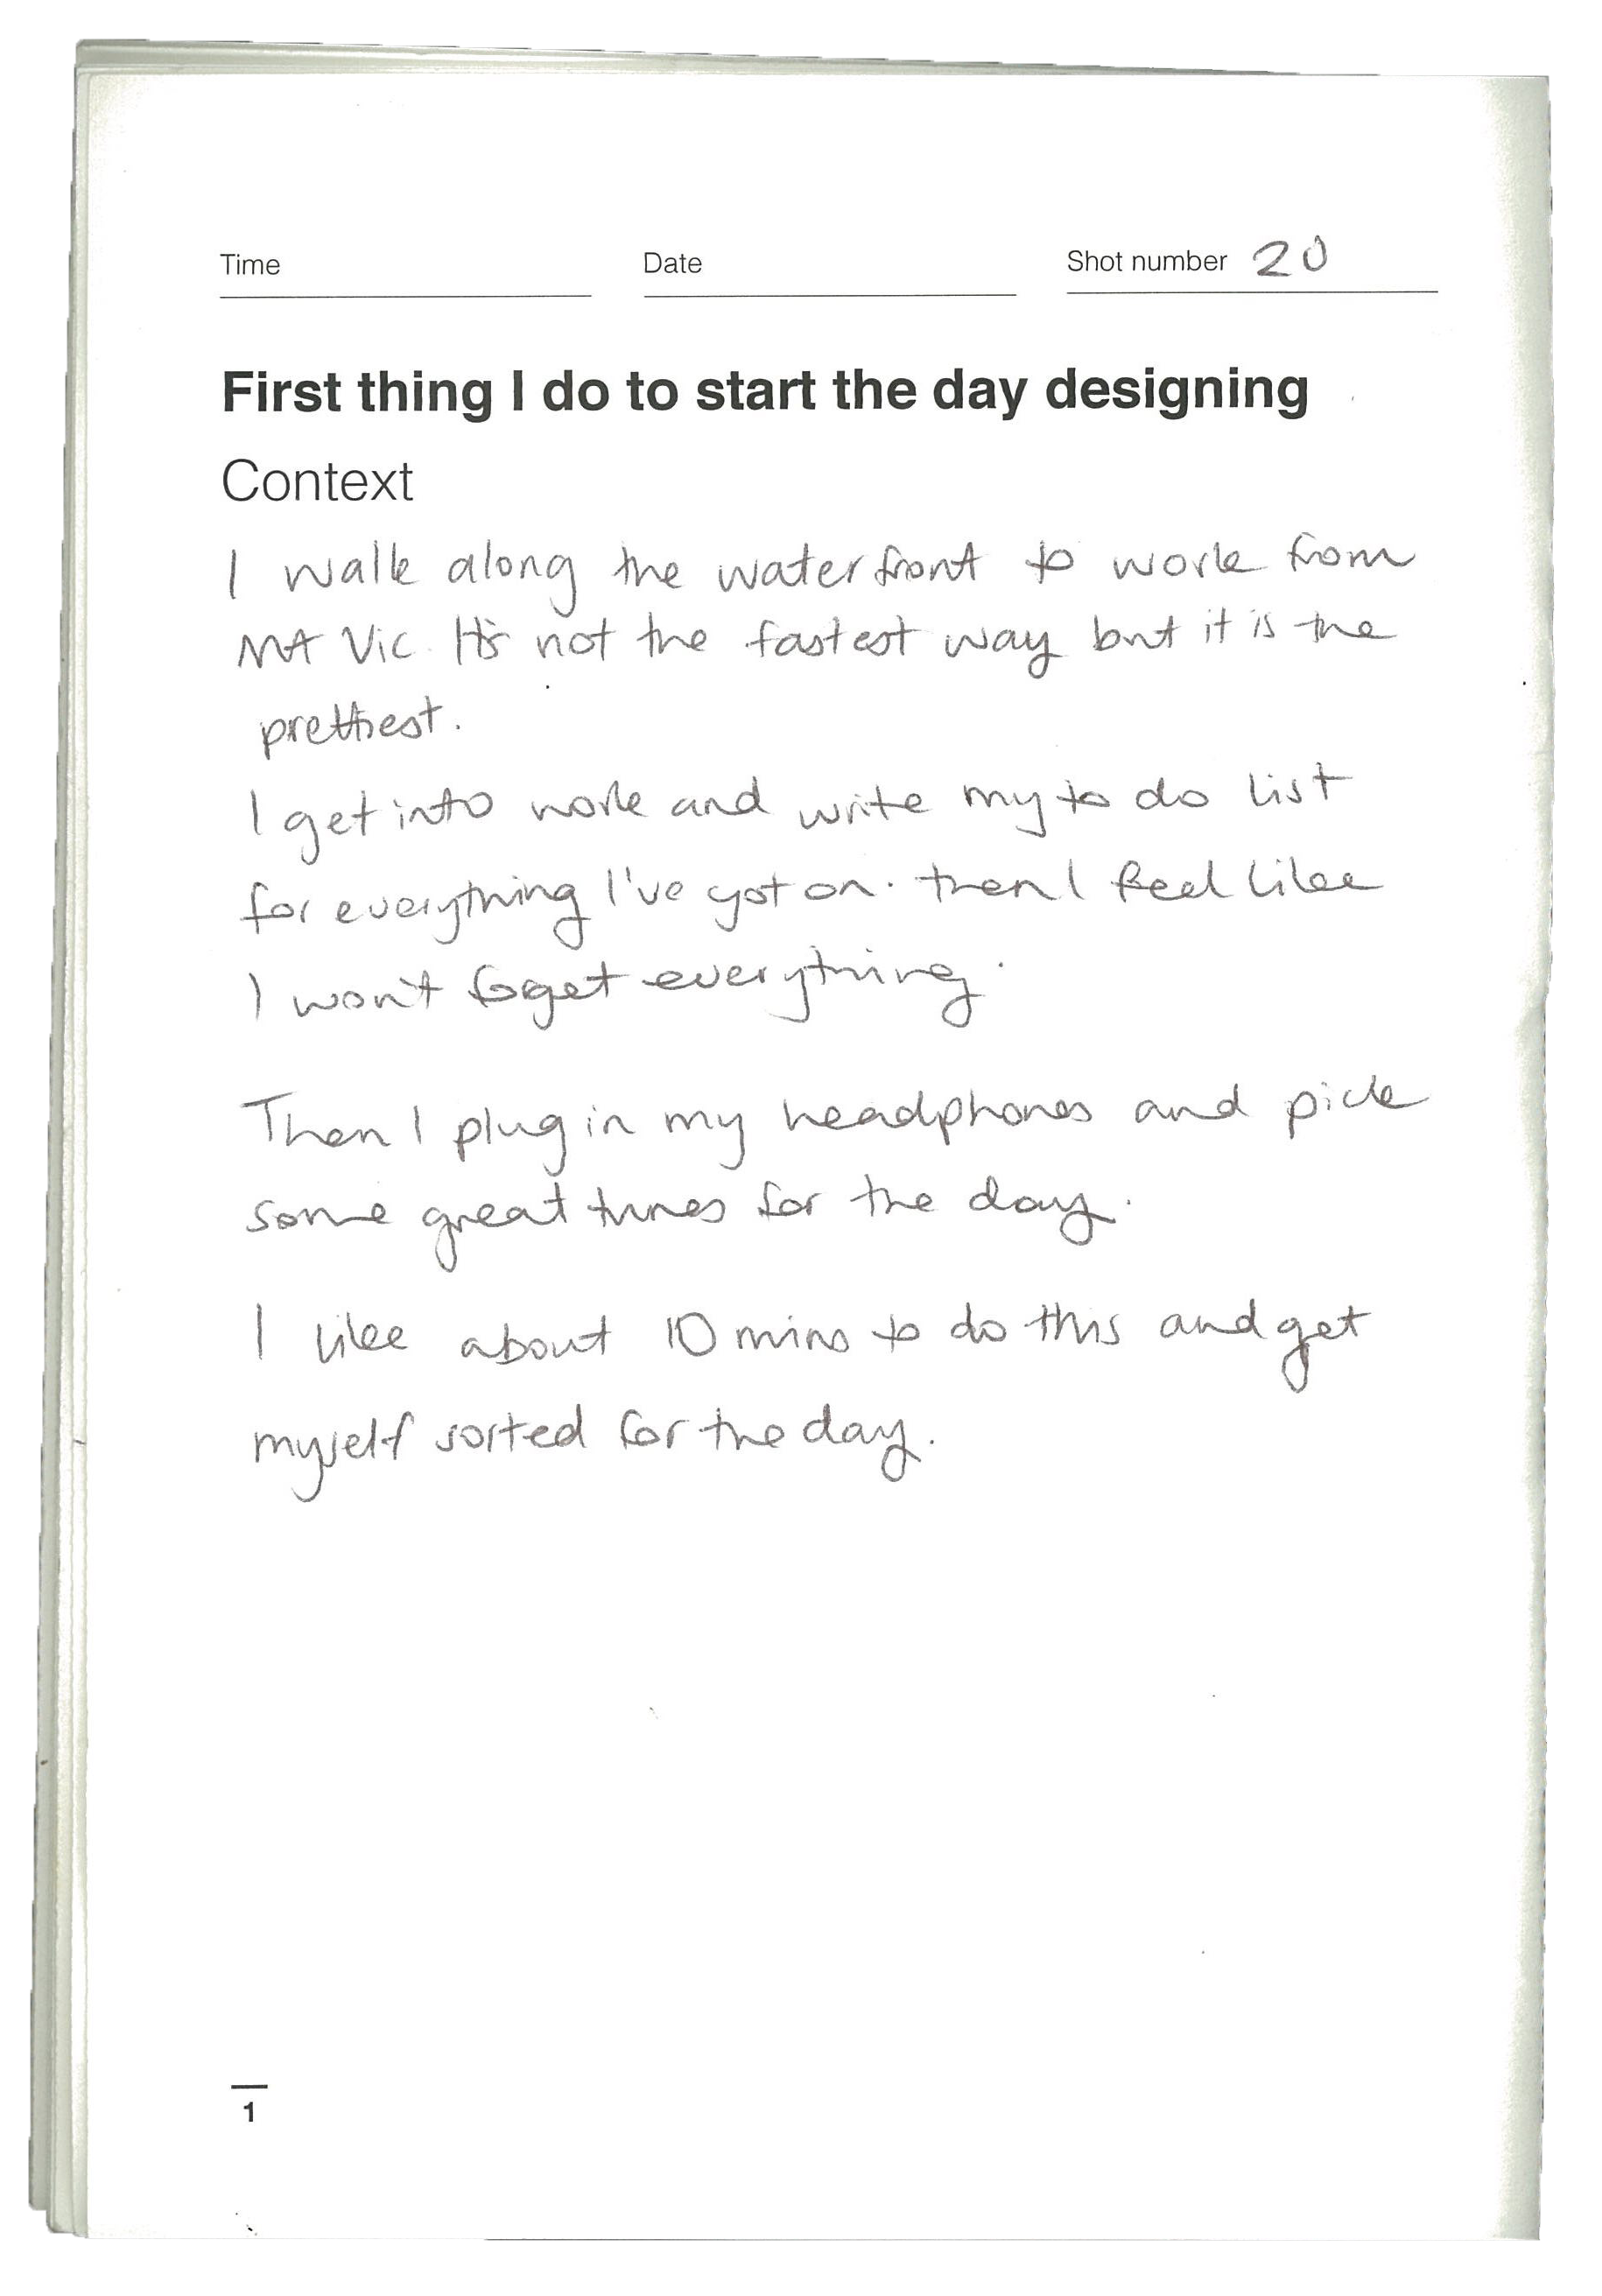 Time Date Shot number 20
First thing I do to start the day designing
Context
I walk along the waterfront to work from
Mt Vic. It's not the fastest way but it is the
prettiest.
I get into work and write my to do list
for everything I've got on. then I feel like
I won't foget everything.
Then I plug in my headphones and pick
some great tunes for the day.
I like about 10 mins to do this and get
myself sorted for the day.
1